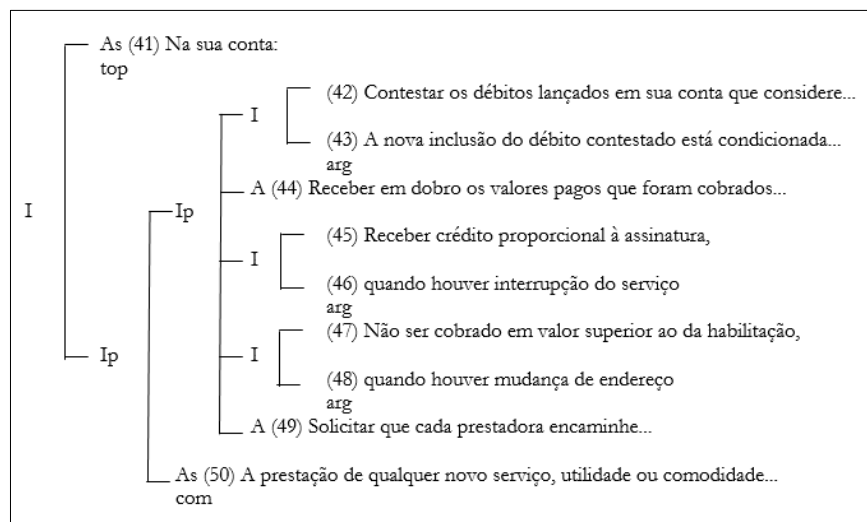 As (41) Na sua conta:
top
(42) Contestar os débitos lançados em sua conta que considere...
I
(43) A nova inclusão do débito contestado está condicionada...
arg
A (44) Receber em dobro os valores pagos que foram cobrados...
I
Ip
(45) Receber crédito proporcional à assinatura,
I
(46) quando houver interrupção do serviço
arg
(47) Não ser cobrado em valor superior ao da habilitação,
Ip
I
(48) quando houver mudança de endereço
arg
A (49) Solicitar que cada prestadora encaminhe...
As (50) A prestação de qualquer novo serviço, utilidade ou comodidade...
com